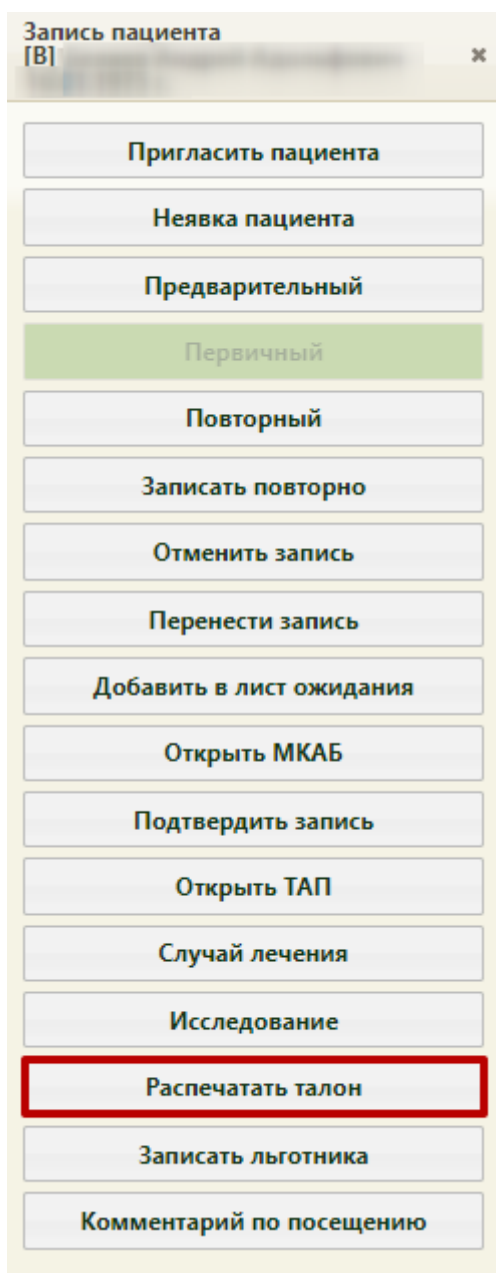 Запись пациента
[В]
Пригласить пациента
Неявка пациента
Предварительный
Первичный
Повторный
Записать повторно
Отменить запись
Перенести запись
Добавить в лист ожидания
Открыть МКАБ
Подтвердить запись
Открыть ТАП
Случай лечения
Исследование
Распечатать талон
Записать льготника
Комментарий по посещению